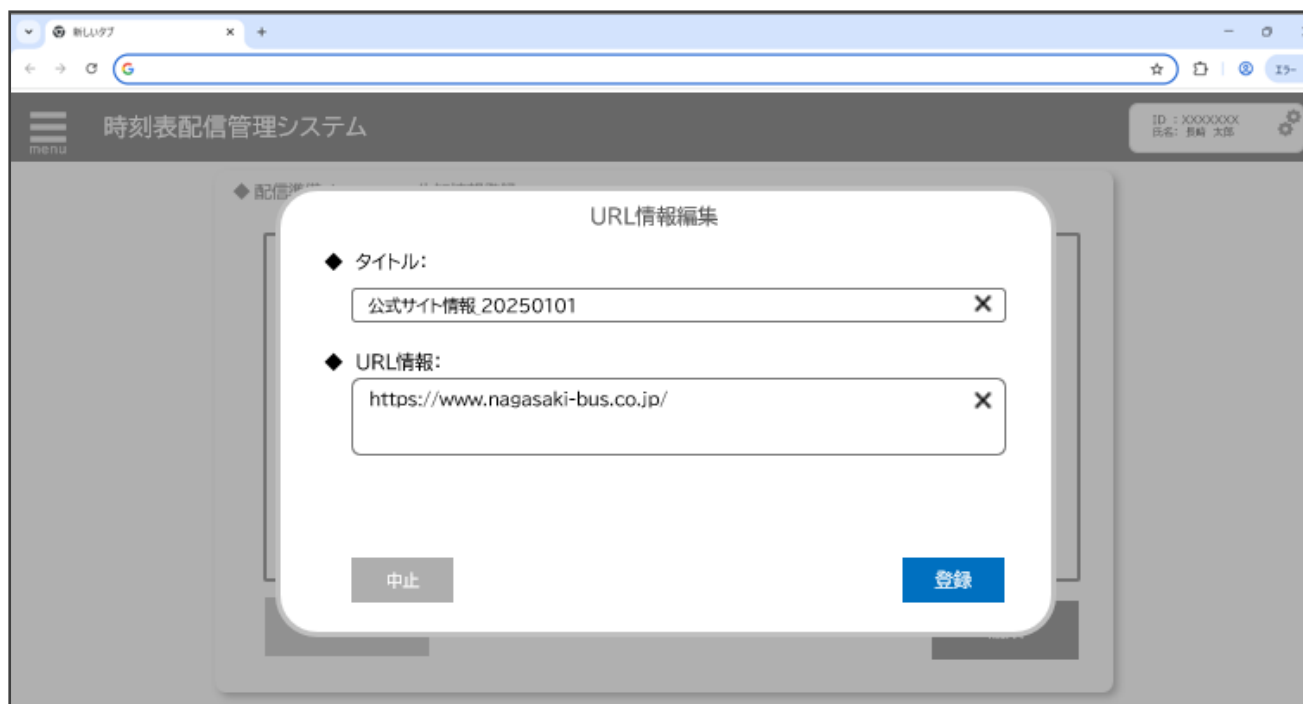 新しいタブ
エラー
menu
時刻表配信管理システム
ID :XXXXXXX
氏名: 長崎 太郎
◆ 配信準備
URL情報編集
◆ タイトル:
公式サイト情報_20250101
◆ URL情報:
https://www.nagasaki-bus.co.jp/
中止
登録